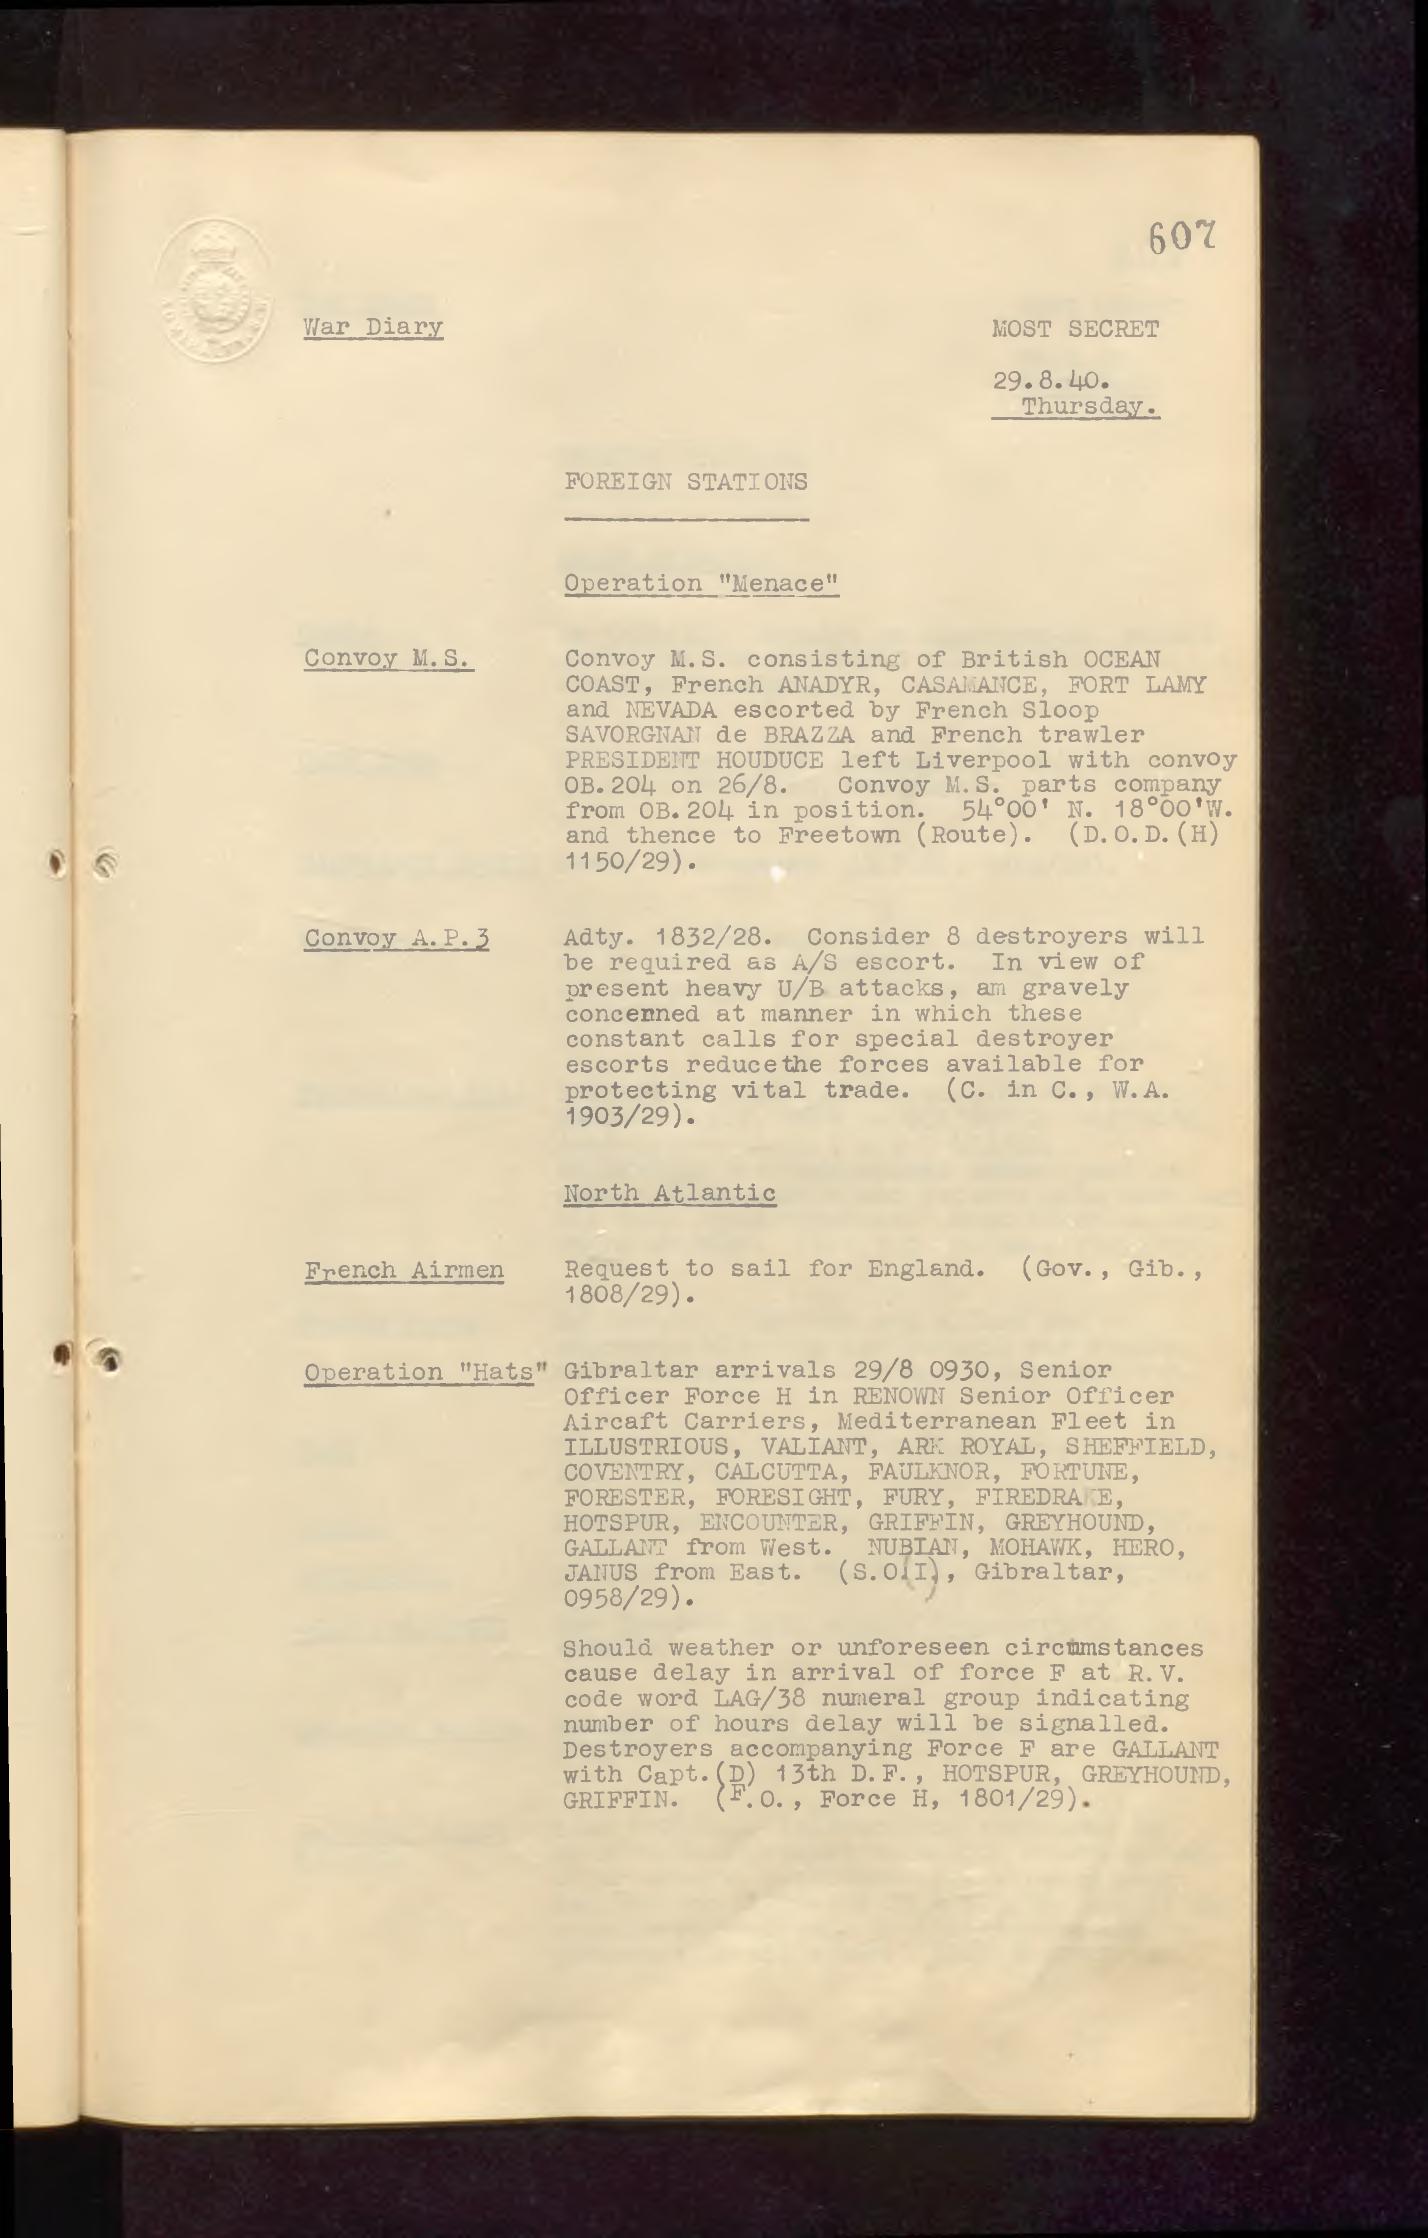 607
War Diary
MOST SECRET
29.8.40.
Thursday.
FOREIGN STATIONS
Operation "Menace"
Convoy M.S.
Convoy M.S. consisting of British OCEAN
COAST, French ANADYR, CASAMANCE, FORT LAMY
and NEVADA escorted by French Sloop
SAVORGNAN de BRAZZA and French trawler
PRESIDENT HOUDUCE left Liverpool with convoy
OB.204 on 26/8. Convoy M.S. parts company
from OB.204 in position. 54°00' N. 18°00'W.
and thence to Freetown (Route). (D.O.D.(H)
1150/29).
Convoy A.P.3
Adty. 1832/28. Consider 8 destroyers will
be required as A/S escort. In view of
present heavy U/B attacks, am gravely
concerned at manner in which these
constant calls for special destroyer
escorts reducethe forces available for
protecting vital trade. (C. in C., W.A.
1903/29).
North Atlantic
French Airmen
Request to sail for England. (Gov., Gib.,
1808/29).
Operation "Hats"
Gibraltar arrivals 29/8 0930, Senior
Officer Force H in RENOWN Senior Officer
Aircaft Carriers, Mediterranean Fleet in
ILLUSTRIOUS, VALIANT, ARK ROYAL, SHEFFIELD,
COVENTRY, CALCUTTA, FAULKNOR, FORTUNE,
FORESTER, FORESIGHT, FURY, FIREDRAKE,
HOTSPUR, ENCOUNTER, GRIFFIN, GREYHOUND,
GALLANT from West. NUBIAN, MOHAWK, HERO,
JANUS from East. (S.O(I), Gibraltar,
0958/29).
Should weather or unforeseen circumstances
cause delay in arrival of force F at R.V.
code word LAG/38 numeral group indicating
number of hours delay will be signalled.
Destroyers accompanying Force F are GALLANT
with Capt.(D) 13th D.F., HOTSPUR, GREYHOUND,
GRIFFIN. (F.O., Force H, 1801/29).